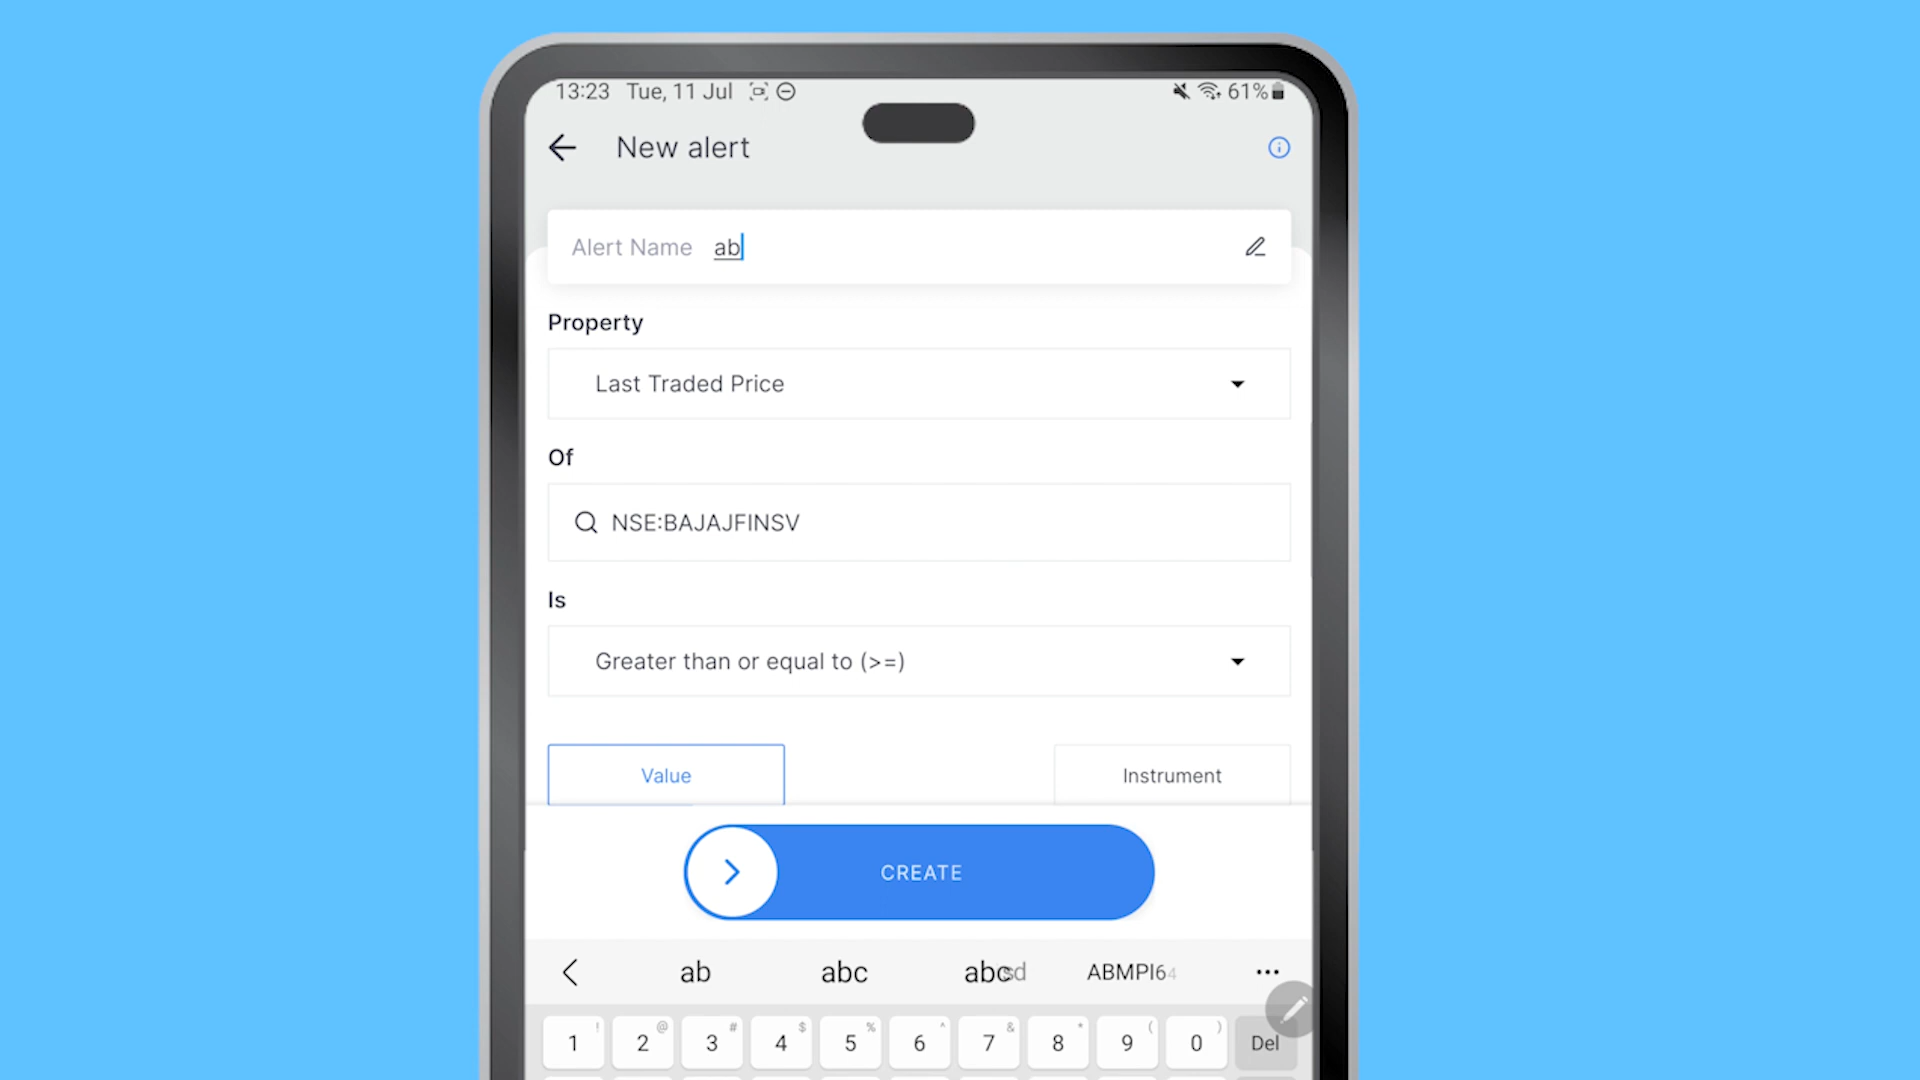 13:23 Tue, 11 Jul 61%
New alert
Alert Name ab
Property
Last Traded Price
Of
NSE:BAJAJFINSV
Is
Greater than or equal to (>=)
Value Instrument
CREATE
ab abc abcsd ABMPI64
! @ # $ % ^ & * ( )
1 2 3 4 5 6 7 8 9 0 Del